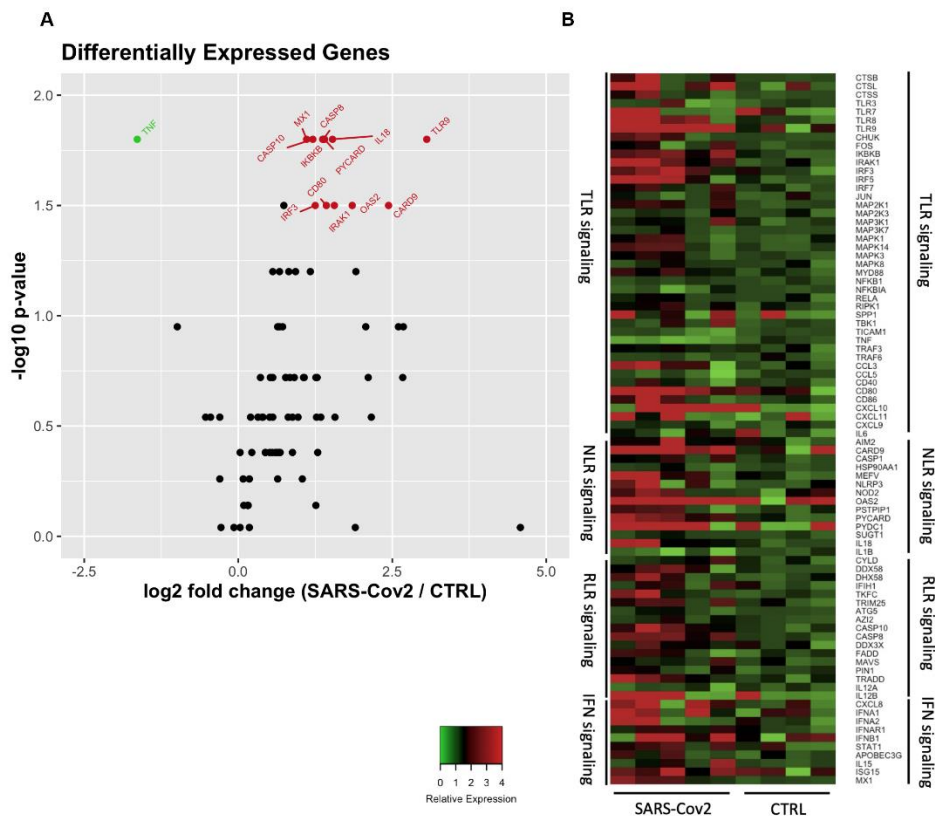 A
B
Differentially Expressed Genes
2.0
1.5
1.0
0.5
0.0
-log10 p-value
-2.5
0.0
2.5
5.0
log2 fold change (SARS-Cov2 / CTRL)
TNF
MX1
CASP8
CASP10
IKBKB
PYCARD
IL18
TLR9
CD80
IRF3
IRAK1
OAS2
CARD9
0 1 2 3 4
Relative Expression
TLR signaling
NLR signaling
RLR signaling
IFN signaling
CTSB
CTSL
CTSS
TLR3
TLR7
TLR8
TLR9
CHUK
FOS
IKBKB
IRAK1
IRF3
IRF5
IRF7
JUN
MAP2K1
MAP2K3
MAP3K1
MAP3K7
MAPK1
MAPK14
MAPK3
MAPK8
MYD88
NFKB1
NFKBIA
RELA
RIPK1
SPP1
TBK1
TICAM1
TNF
TRAF3
TRAF6
CCL3
CCL5
CD40
CD80
CD86
CXCL10
CXCL11
CXCL9
IL6
AIM2
CARD9
CASP1
HSP90AA1
MEFV
NLRP3
NOD2
OAS2
PSTPIP1
PYCARD
PYDC1
SUGT1
IL18
IL1B
CYLD
DDX58
DHX58
IFIH1
TKFC
TRIM25
ATG5
AZI2
CASP10
CASP8
DDX3X
FADD
MAVS
PIN1
TRADD
IL12A
IL12B
CXCL8
IFNA1
IFNA2
IFNAR1
IFNB1
STAT1
APOBEC3G
IL15
ISG15
MX1
TLR signaling
NLR signaling
RLR signaling
IFN signaling
SARS-Cov2
CTRL